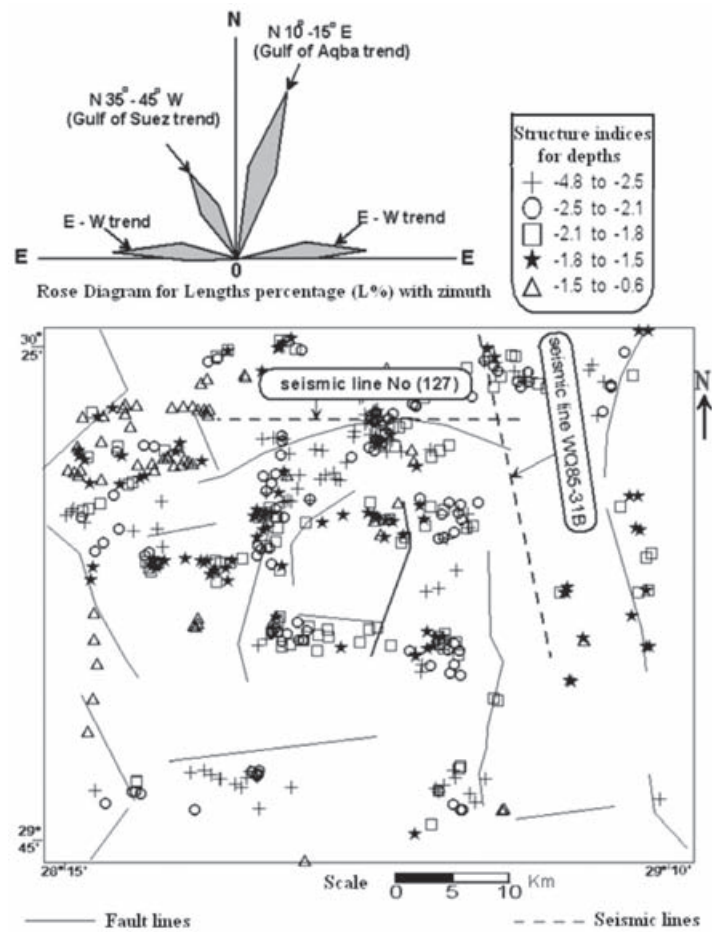 N
N 10° -15° E
(Gulf of Aqba trend)
N 35° - 45° W
(Gulf of Suez trend)
E - W trend
E - W trend
E
0
E
Rose Diagram for Lengths percentage (L%) with zimuth
Structure indices
for depths
-4.8 to -2.5
-2.5 to -2.1
-2.1 to -1.8
-1.8 to -1.5
-1.5 to -0.6
30°
25'
seismic line No (127)
seismic line WQ85-31B
N
29°
45'
28°15'
29°10'
Scale
0 5 10 Km
Fault lines
Seismic lines